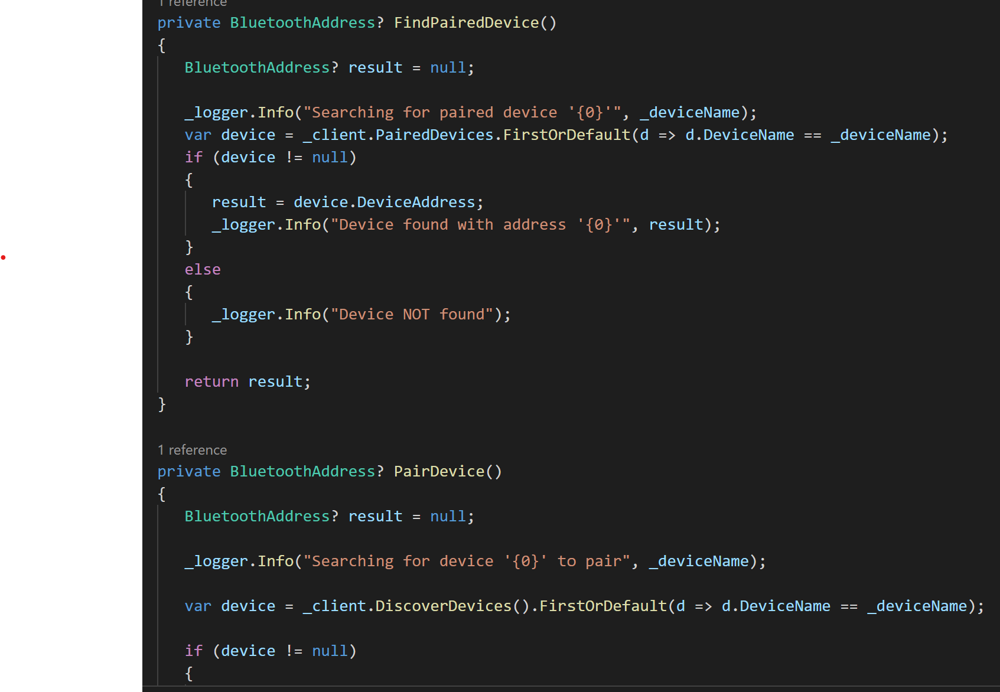 1 reference
private BluetoothAddress? FindPairedDevice()
{
BluetoothAddress? result = null;
_logger.Info("Searching for paired device '{0}'", _deviceName);
var device = _client.PairedDevices.FirstOrDefault(d => d.DeviceName == _deviceName);
if (device != null)
{
result = device.DeviceAddress;
_logger.Info("Device found with address '{0}'", result);
}
else
{
_logger.Info("Device NOT found");
}
return result;
}
1 reference
private BluetoothAddress? PairDevice()
{
BluetoothAddress? result = null;
_logger.Info("Searching for device '{0}' to pair", _deviceName);
var device = _client.DiscoverDevices().FirstOrDefault(d => d.DeviceName == _deviceName);
if (device != null)
{